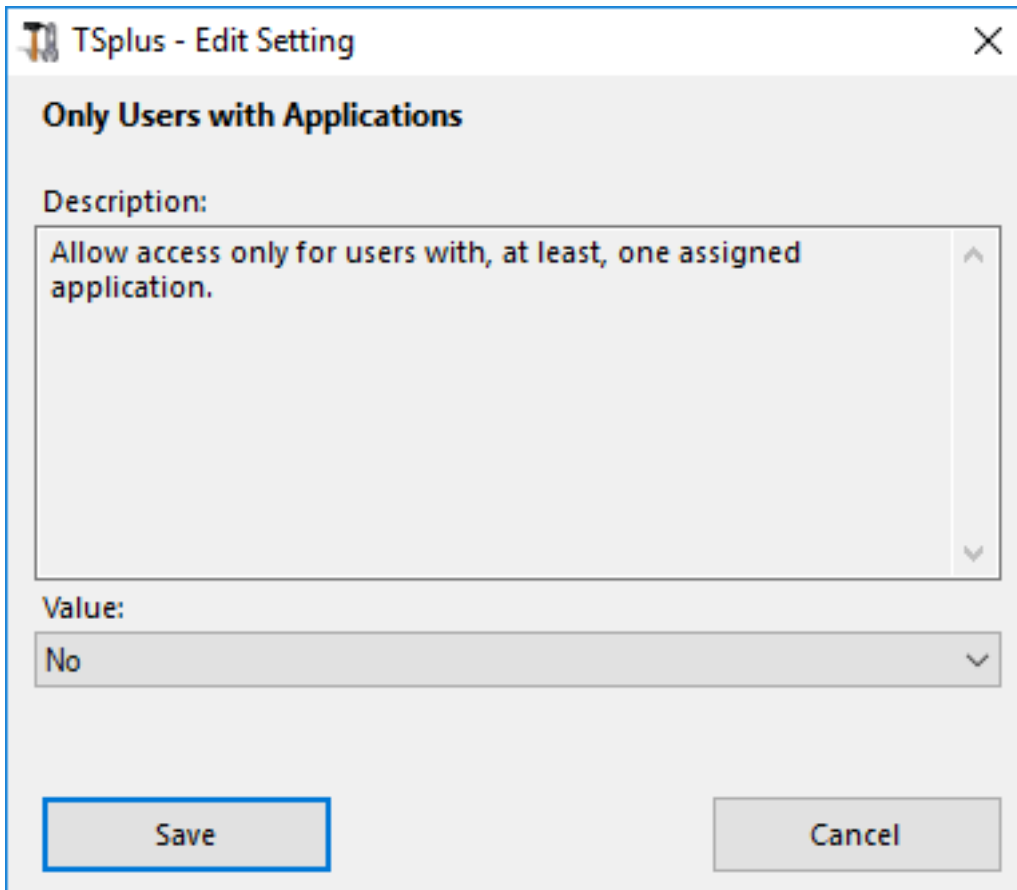 TSplus - Edit Setting
Only Users with Applications
Description:
Allow access only for users with, at least, one assigned
application.
Value:
No
Save
Cancel